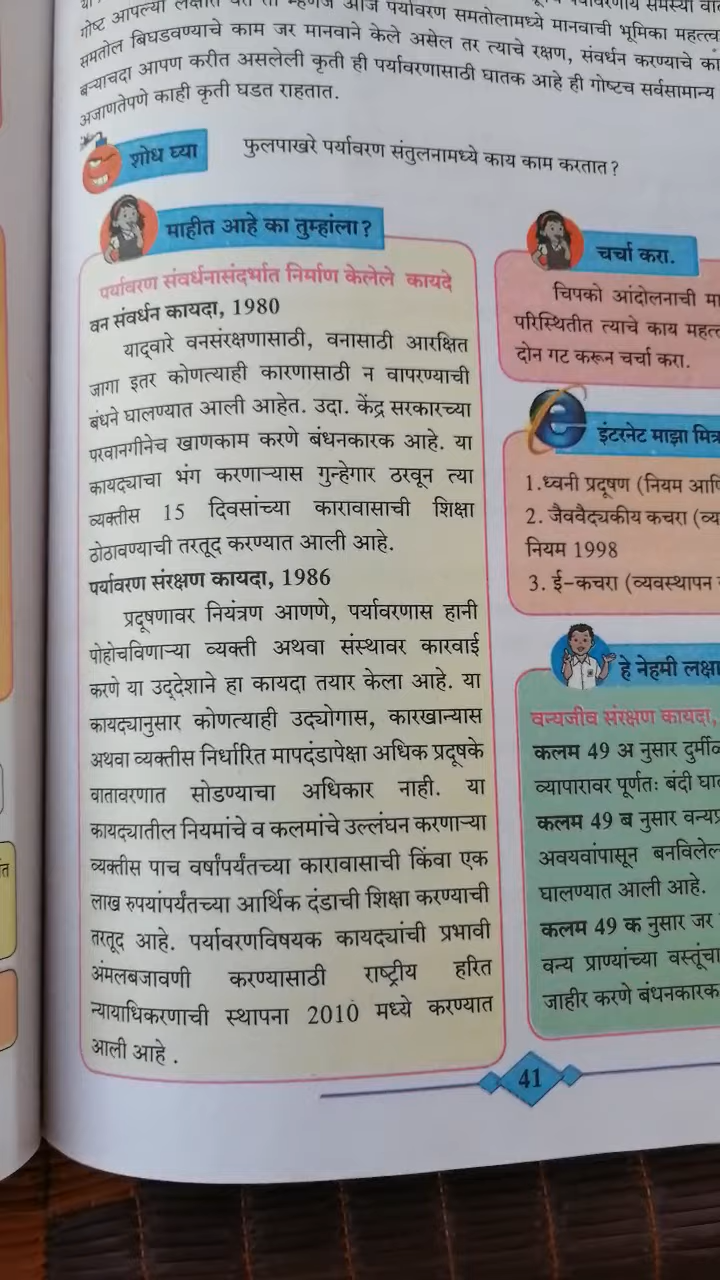 गोष्ट आपल्या लक्षात येते ती म्हणजे आज पर्यावरण समतोलामध्ये मानवाची भूमिका
समतोल बिघडवण्याचे काम जर मानवाने केले असेल तर त्याचे रक्षण, संवर्धन करण्याचे
बऱ्याचदा आपण करीत असलेली कृती ही पर्यावरणासाठी घातक आहे ही गोष्टच सर्वसामान्य
अजाणतेपणे काही कृती घडत राहतात.
शोध घ्या
फुलपाखरे पर्यावरण संतुलनामध्ये काय काम करतात?
माहीत आहे का तुम्हांला?
पर्यावरण संवर्धनासंदर्भात निर्माण केलेले कायदे
वन संवर्धन कायदा, 1980
याद्वारे वनसंरक्षणासाठी, वनासाठी आरक्षित
जागा इतर कोणत्याही कारणासाठी न वापरण्याची
बंधने घालण्यात आली आहेत. उदा. केंद्र सरकारच्या
परवानगीनेच खाणकाम करणे बंधनकारक आहे. या
कायद्याचा भंग करणाऱ्यास गुन्हेगार ठरवून त्या
व्यक्तीस 15 दिवसांच्या कारावासाची शिक्षा
ठोठावण्याची तरतूद करण्यात आली आहे.
पर्यावरण संरक्षण कायदा, 1986
प्रदूषणावर नियंत्रण आणणे, पर्यावरणास हानी
पोहोचविणाऱ्या व्यक्ती अथवा संस्थावर कारवाई
करणे या उद्देशाने हा कायदा तयार केला आहे. या
कायद्यानुसार कोणत्याही उद्योगास, कारखान्यास
अथवा व्यक्तीस निर्धारित मापदंडापेक्षा अधिक प्रदूषके
वातावरणात सोडण्याचा अधिकार नाही. या
कायद्यातील नियमांचे व कलमांचे उल्लंघन करणाऱ्या
व्यक्तीस पाच वर्षांपर्यंतच्या कारावासाची किंवा एक
लाख रुपयांपर्यंतच्या आर्थिक दंडाची शिक्षा करण्याची
तरतूद आहे. पर्यावरणविषयक कायद्यांची प्रभावी
अंमलबजावणी करण्यासाठी राष्ट्रीय हरित
न्यायाधिकरणाची स्थापना 2010 मध्ये करण्यात
आली आहे .
चर्चा करा.
चिपको आंदोलनाची
परिस्थितीत त्याचे काय
दोन गट करून चर्चा करा.
इंटरनेट माझा मित्र
1.ध्वनी प्रदूषण (नियम
2. जैववैद्यकीय कचरा
नियम 1998
3. ई-कचरा (व्यवस्थापन
हे नेहमी
वन्यजीव संरक्षण कायदा,
कलम 49 अ नुसार
व्यापारावर पूर्णतः बंदी
कलम 49 ब नुसार
अवयवांपासून
घालण्यात आली आहे.
कलम 49 क नुसार जर
वन्य प्राण्यांच्या
जाहीर करणे बंधनकारक
41